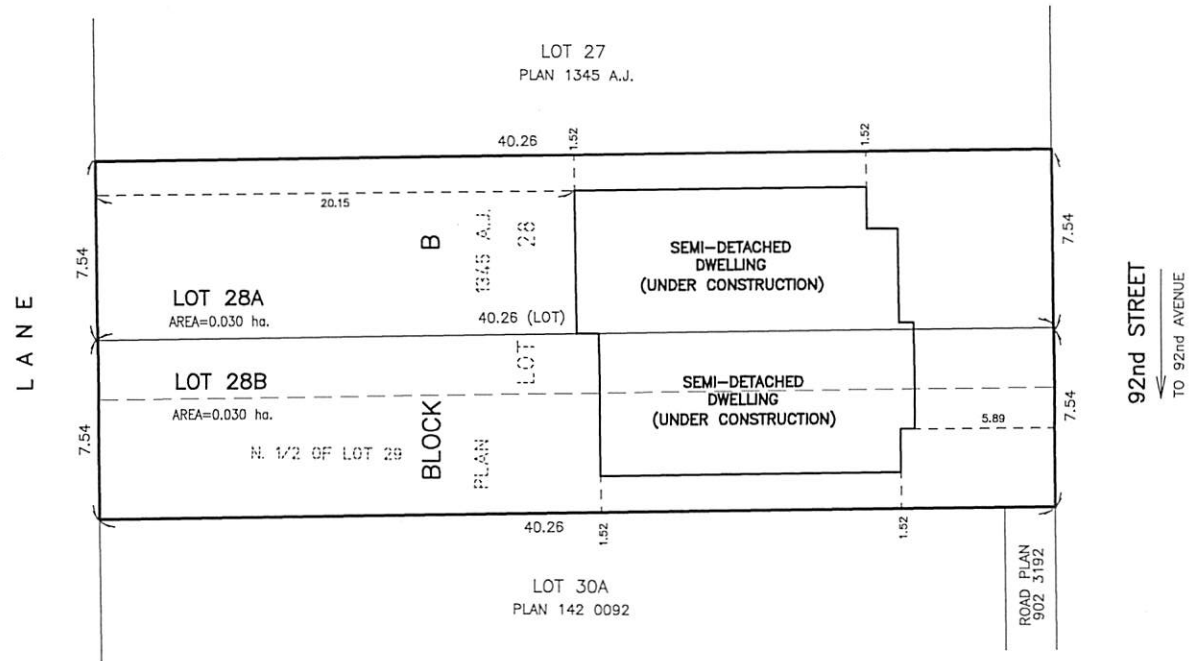 LOT 27
PLAN 1345 A.J.
40.26
1.52
1.52
20.15
7.54
7.54
B
1345 A.J.
28
SEMI-DETACHED
DWELLING
(UNDER CONSTRUCTION)
LOT 28A
AREA=0.030 ha.
40.26 (LOT)
LANE
92nd STREET
TO 92nd AVENUE
LOT
LOT 28B
AREA=0.030 ha.
SEMI-DETACHED
DWELLING
(UNDER CONSTRUCTION)
7.54
7.54
5.89
N. 1/2 OF LOT 29
BLOCK
PLAN
40.26
1.52
1.52
LOT 30A
PLAN 142 0092
ROAD PLAN
902 3192